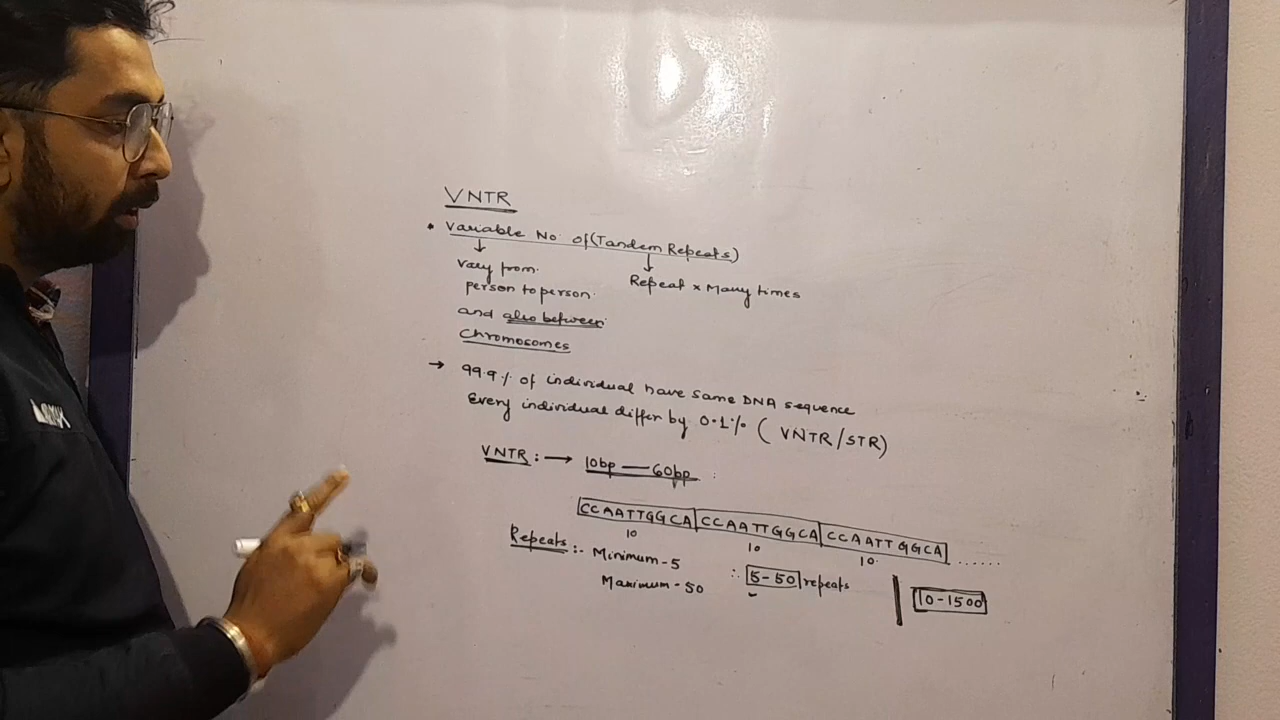 VNTR
• Variable No. of (Tandem Repeats)
↓ ↓
Vary from
person to person.
and also between
Chromosomes
Repeat × Many times
→ 99.9% of individual have same DNA sequence
Every individual differ by 0.1% ( VNTR/STR)
VNTR : → 10bp — 60bp :
CCAATTGGCA CCAATTGGCA CCAATTGGCA ......
10 10 10
Repeats :- Minimum - 5
Maximum - 50
∴ 5-50 repeats
10-1500